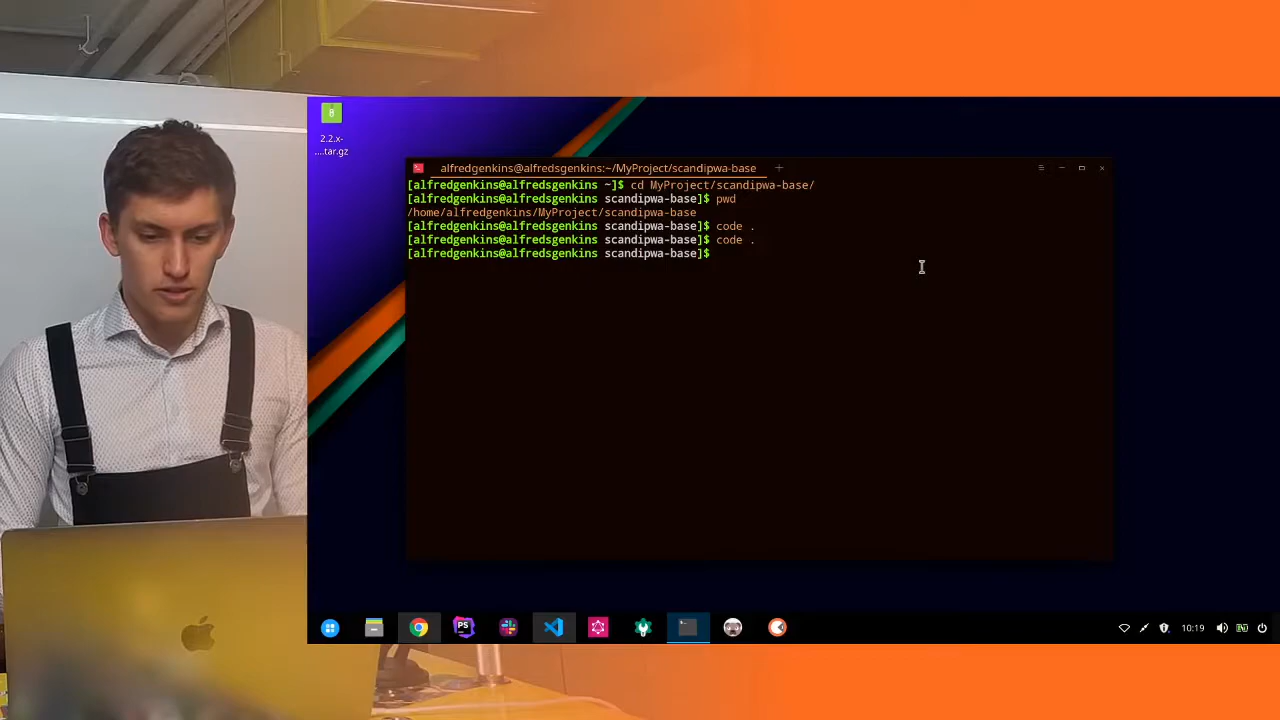 2.2.x-
....tar.gz
alfredgenkins@alfredsgenkins:~/MyProject/scandipwa-base
[alfredgenkins@alfredsgenkins ~]$ cd MyProject/scandipwa-base/
[alfredgenkins@alfredsgenkins scandipwa-base]$ pwd
/home/alfredgenkins/MyProject/scandipwa-base
[alfredgenkins@alfredsgenkins scandipwa-base]$ code .
[alfredgenkins@alfredsgenkins scandipwa-base]$ code .
[alfredgenkins@alfredsgenkins scandipwa-base]$
PS
10:19